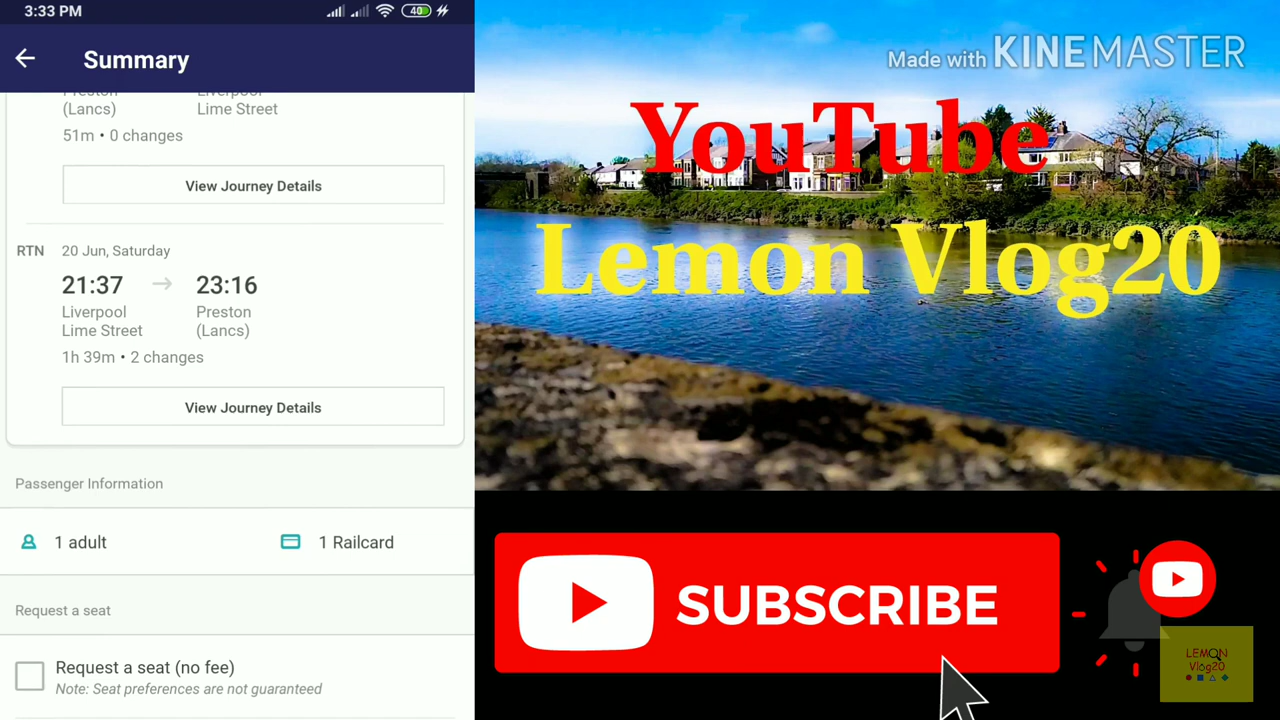 3:33 PM
40
Summary
Preston
(Lancs)
Liverpool
Lime Street
51m • 0 changes
View Journey Details
RTN 20 Jun, Saturday
21:37 → 23:16
Liverpool
Lime Street
Preston
(Lancs)
1h 39m • 2 changes
View Journey Details
Passenger Information
1 adult
1 Railcard
Request a seat
Request a seat (no fee)
Note: Seat preferences are not guaranteed
Made with KINEMASTER
YouTube
Lemon Vlog20
SUBSCRIBE
LEMON
Vlog20